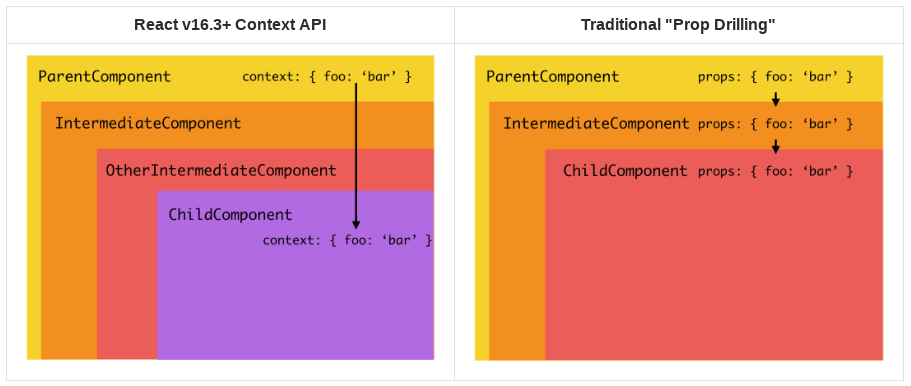 React v16.3+ Context API
ParentComponent context: { foo: ‘bar’ }
IntermediateComponent
OtherIntermediateComponent
ChildComponent
context: { foo: ‘bar’ }
Traditional "Prop Drilling"
ParentComponent props: { foo: ‘bar’ }
IntermediateComponent props: { foo: ‘bar’ }
ChildComponent props: { foo: ‘bar’ }